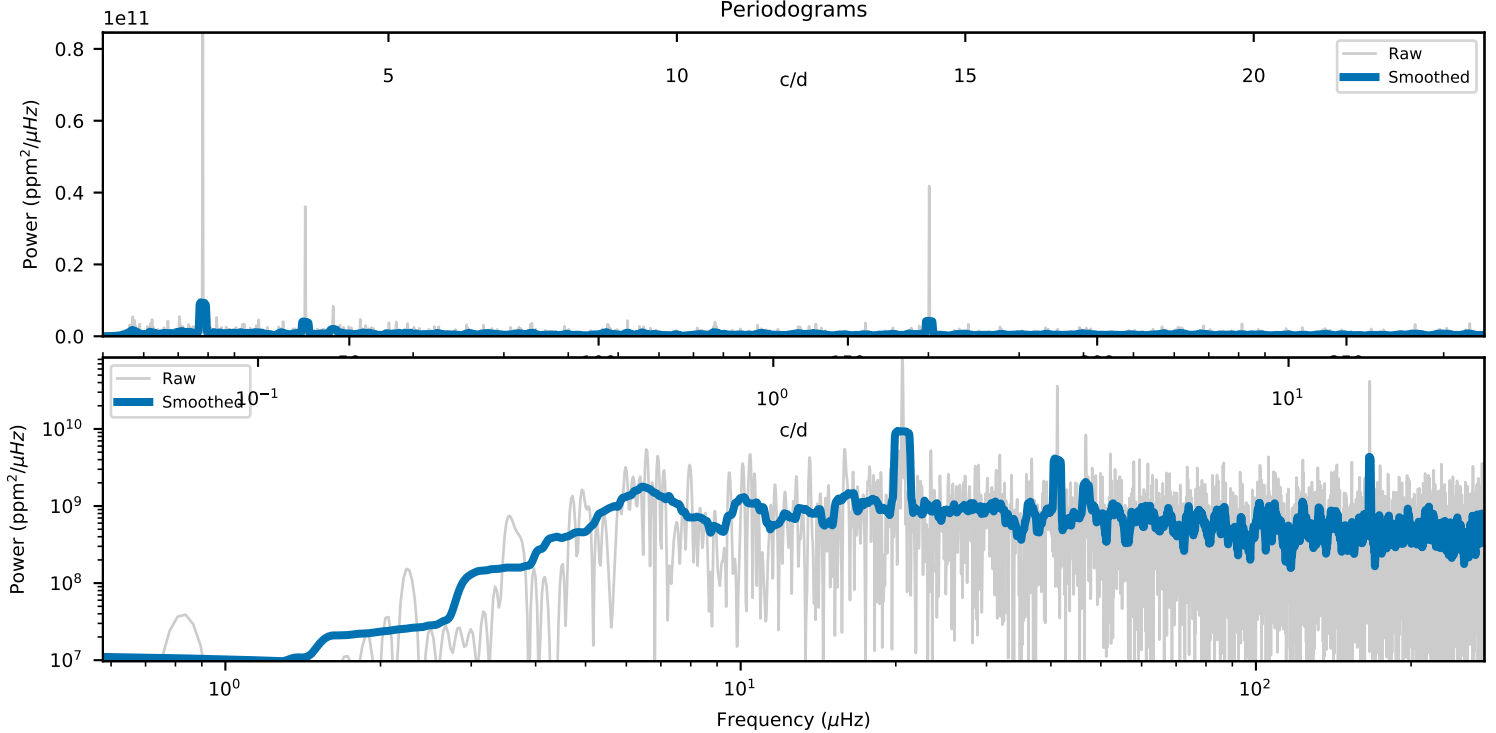 Periodograms
1e11
0.8
0.6
0.4
0.2
0.0
Power (ppm²/μHz)
5
10
15
20
c/d
Raw
Smoothed
Raw
Smoothed
10⁻¹
10⁰
10¹
c/d
10¹⁰
10⁹
10⁸
10⁷
Power (ppm²/μHz)
10⁰
10¹
10²
Frequency (μHz)